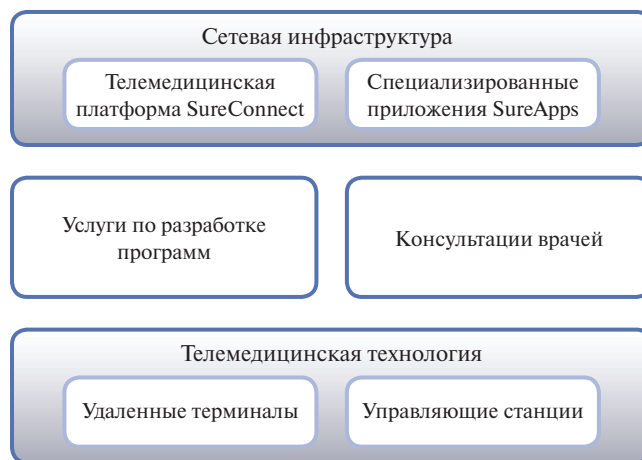 Сетевая инфраструктура
Телемедицинская
платформа SureConnect
Специализированные
приложения SureApps
Услуги по разработке
программ
Консультации врачей
Телемедицинская технология
Удаленные терминалы
Управляющие станции